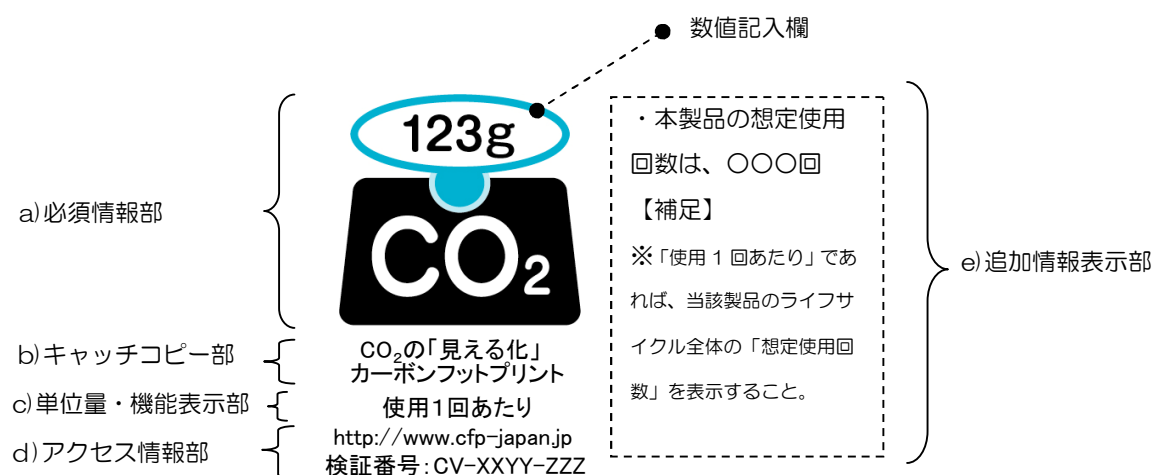 数値記入欄
a)必須情報部
123g
CO2
b)キャッチコピー部
CO₂の「見える化」
カーボンフットプリント
c)単位量・機能表示部
使用1回あたり
d)アクセス情報部
http://www.cfp-japan.jp
検証番号：CV-XXYY-ZZZ
・本製品の想定使用
回数は、〇〇〇回
【補足】
※「使用 1 回あたり」であ
れば、当該製品のライフサ
イクル全体の「想定使用回
数」を表示すること。
e)追加情報表示部